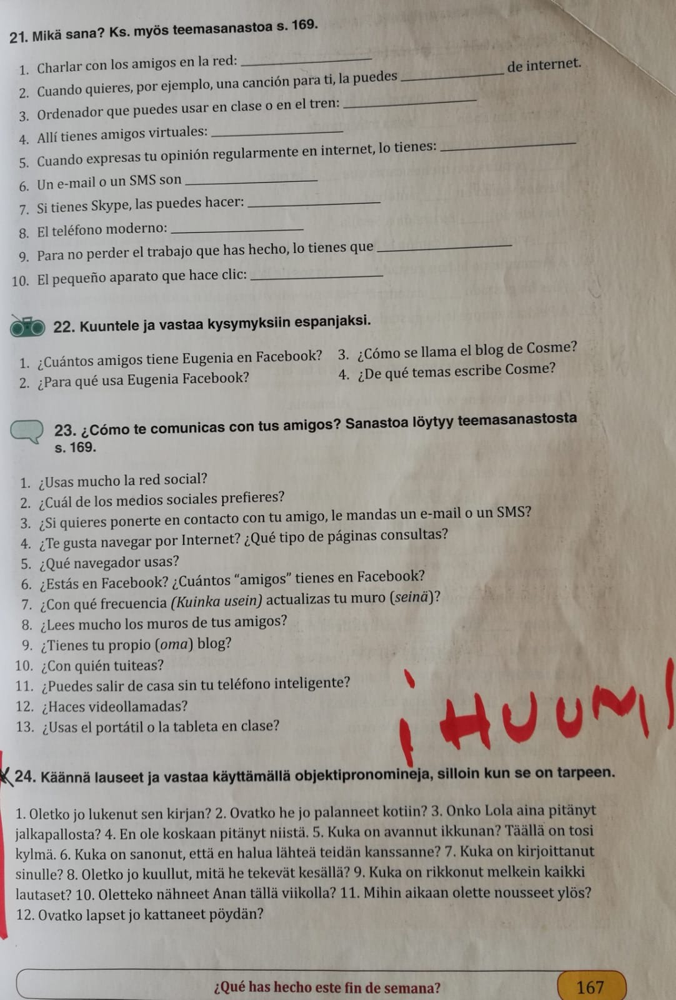 21. Mikä sana? Ks. myös teemasanastoa s. 169.
1. Charlar con los amigos en la red: ____________
2. Cuando quieres, por ejemplo, una canción para ti, la puedes ____________ de internet.
3. Ordenador que puedes usar en clase o en el tren: ____________
4. Allí tienes amigos virtuales: ____________
5. Cuando expresas tu opinión regularmente en internet, lo tienes: ____________
6. Un e-mail o un SMS son ____________
7. Si tienes Skype, las puedes hacer: ____________
8. El teléfono moderno: ____________
9. Para no perder el trabajo que has hecho, lo tienes que ____________
10. El pequeño aparato que hace clic: ____________
22. Kuuntele ja vastaa kysymyksiin espanjaksi.
1. ¿Cuántos amigos tiene Eugenia en Facebook?
2. ¿Para qué usa Eugenia Facebook?
3. ¿Cómo se llama el blog de Cosme?
4. ¿De qué temas escribe Cosme?
23. ¿Cómo te comunicas con tus amigos? Sanastoa löytyy teemasanastosta
s. 169.
1. ¿Usas mucho la red social?
2. ¿Cuál de los medios sociales prefieres?
3. ¿Si quieres ponerte en contacto con tu amigo, le mandas un e-mail o un SMS?
4. ¿Te gusta navegar por Internet? ¿Qué tipo de páginas consultas?
5. ¿Qué navegador usas?
6. ¿Estás en Facebook? ¿Cuántos “amigos” tienes en Facebook?
7. ¿Con qué frecuencia (Kuinka usein) actualizas tu muro (seinä)?
8. ¿Lees mucho los muros de tus amigos?
9. ¿Tienes tu propio (oma) blog?
10. ¿Con quién tuiteas?
11. ¿Puedes salir de casa sin tu teléfono inteligente?
12. ¿Haces videollamadas?
13. ¿Usas el portátil o la tableta en clase?
¡HUOM!
24. Käännä lauseet ja vastaa käyttämällä objektipronomineja, silloin kun se on tarpeen.
1. Oletko jo lukenut sen kirjan? 2. Ovatko he jo palanneet kotiin? 3. Onko Lola aina pitänyt
jalkapallosta? 4. En ole koskaan pitänyt niistä. 5. Kuka on avannut ikkunan? Täällä on tosi
kylmä. 6. Kuka on sanonut, että en halua lähteä teidän kanssanne? 7. Kuka on kirjoittanut
sinulle? 8. Oletko jo kuullut, mitä he tekevät kesällä? 9. Kuka on rikkonut melkein kaikki
lautaset? 10. Oletteko nähneet Anan tällä viikolla? 11. Mihin aikaan olette nousseet ylös?
12. Ovatko lapset jo kattaneet pöydän?
¿Qué has hecho este fin de semana?
167